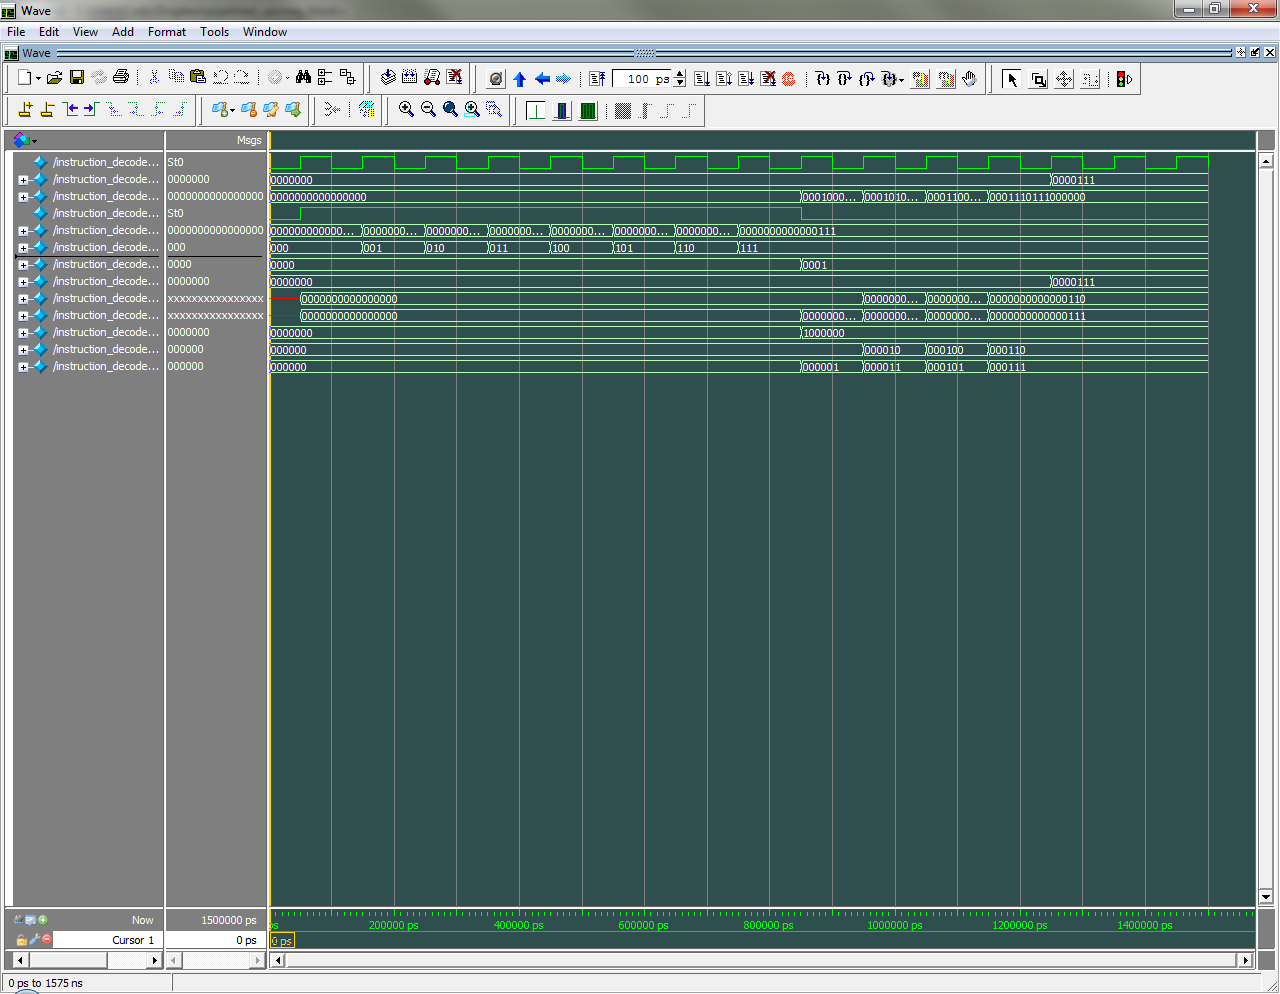 Wave
File Edit View Add Format Tools Window
Wave
100 ps
Msgs
/instruction_decode... St0
/instruction_decode... 0000000 0000000 0000111
/instruction_decode... 0000000000000000 0000000000000000 0001000... 0001010... 0001100... 0001110111000000
/instruction_decode... St0
/instruction_decode... 0000000000000000 000000000000... 0000000... 0000000... 0000000... 0000000... 0000000... 0000000... 0000000000000111
/instruction_decode... 000 000 001 010 011 100 101 110 111
/instruction_decode... 0000 0000 0001
/instruction_decode... 0000000 0000000 0000111
/instruction_decode... xxxxxxxxxxxxxxxx 0000000000000000 0000000... 0000000... 0000000000000110
/instruction_decode... xxxxxxxxxxxxxxxx 0000000000000000 0000000... 0000000... 0000000... 0000000000000111
/instruction_decode... 0000000 0000000 1000000
/instruction_decode... 000000 000000 000010 000100 000110
/instruction_decode... 000000 000000 000001 000011 000101 000111
Now 1500000 ps ps 200000 ps 400000 ps 600000 ps 800000 ps 1000000 ps 1200000 ps 1400000 ps
Cursor 1 0 ps 0 ps
0 ps to 1575 ns